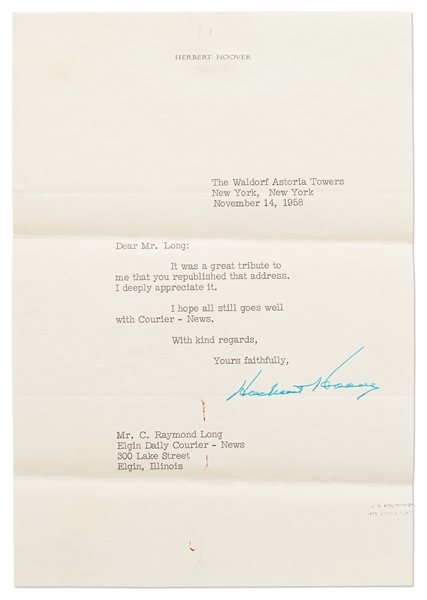 HERBERT HOOVER
The Waldorf Astoria Towers
New York, New York
November 14, 1958
Dear Mr. Long:
It was a great tribute to
me that you republished that address.
I deeply appreciate it.
I hope all still goes well
with Courier - News.
With kind regards,
Yours faithfully,
Herbert Hoover
Mr. C. Raymond Long
Elgin Daily Courier - News
300 Lake Street
Elgin, Illinois